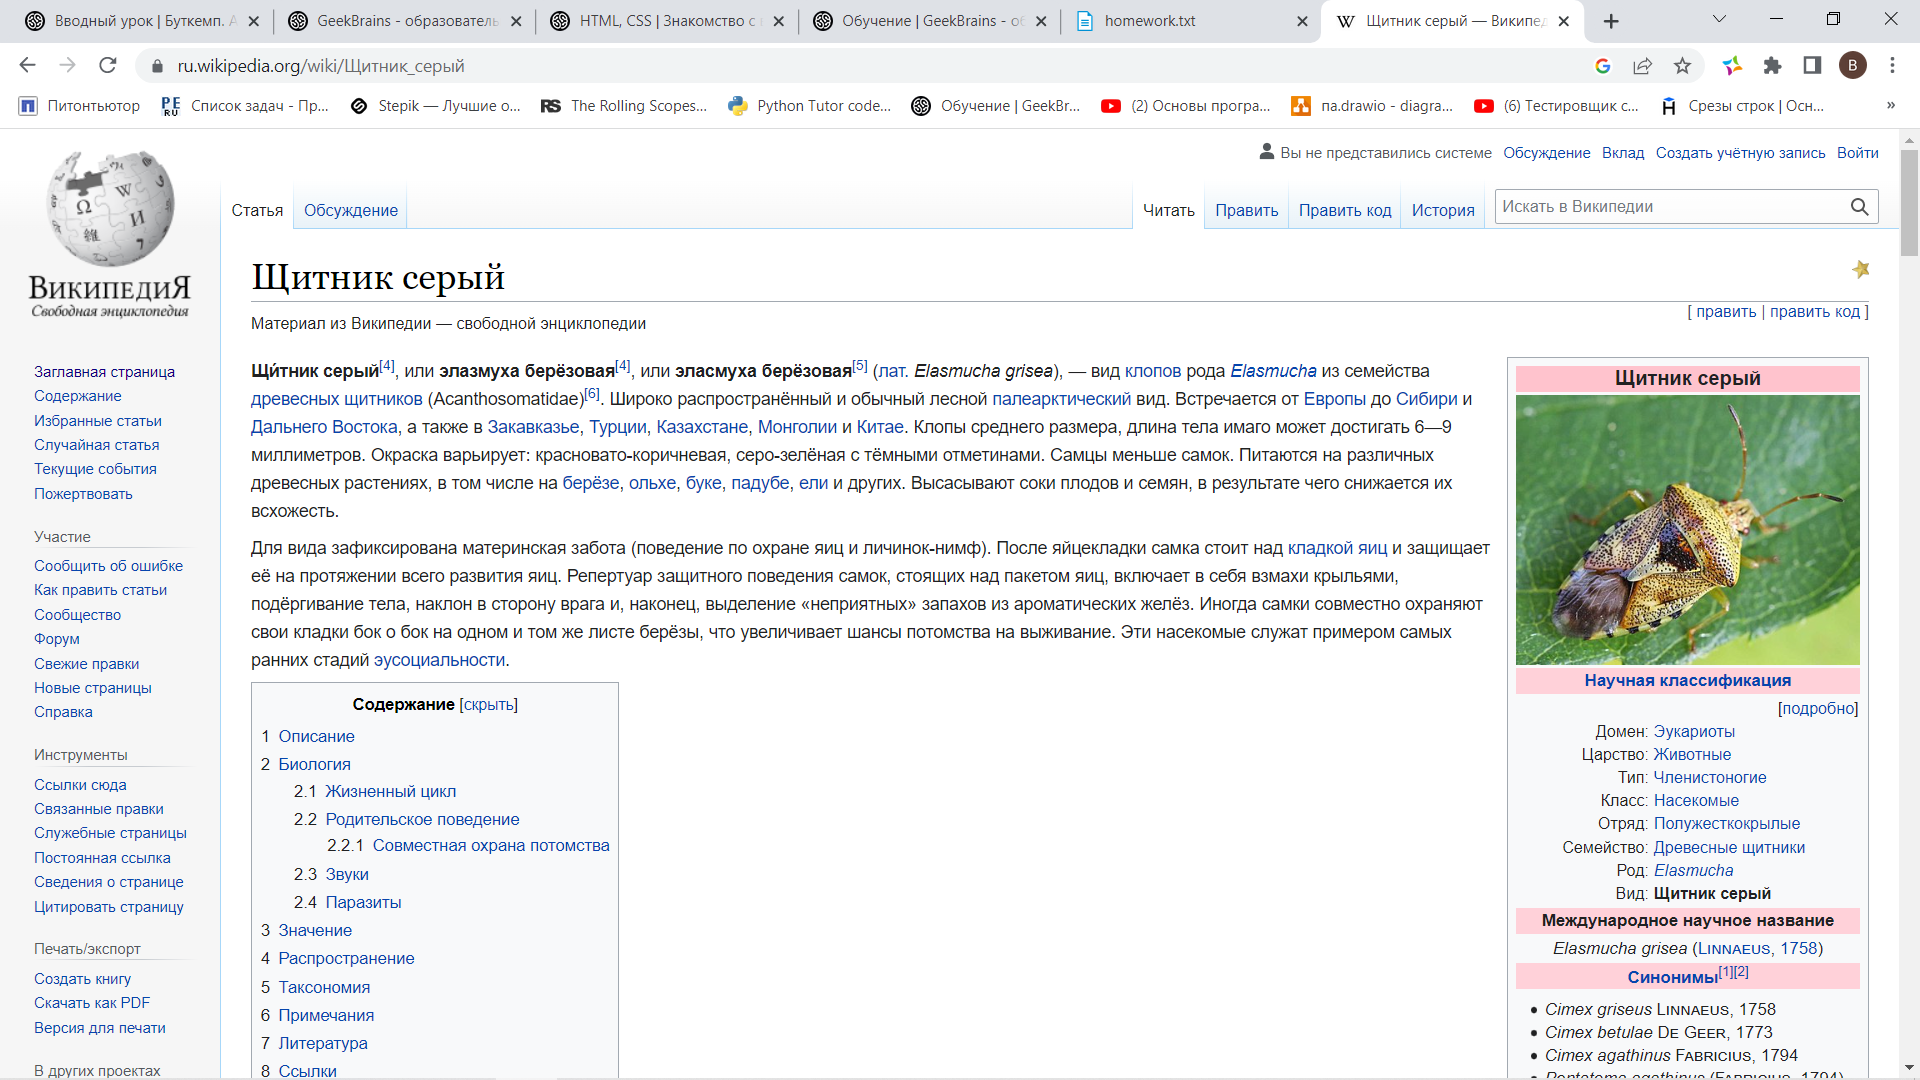 Вводный урок | Буткемп. А
GeekBrains - образователь
HTML, CSS | Знакомство с
Обучение | GeekBrains - об
homework.txt
Щитник серый — Википед
ru.wikipedia.org/wiki/Щитник_серый
B
Питонтьютор
Список задач - Пр...
Stepik — Лучшие о...
The Rolling Scopes...
Python Tutor code...
Обучение | GeekBr...
(2) Основы програ...
па.drawio - diagra...
(6) Тестировщик с...
Срезы строк | Осн...
»
Вы не представились системе Обсуждение Вклад Создать учётную запись Войти
ВикипедиЯ
Свободная энциклопедия
Статья Обсуждение Читать Править Править код История Искать в Википедии
Щитник серый
Материал из Википедии — свободной энциклопедии
[ править | править код ]
Щи́тник серый[4], или элазмуха берёзовая[4], или эласмуха берёзовая[5] (лат. Elasmucha grisea), — вид клопов рода Elasmucha из семейства
древесных щитников (Acanthosomatidae)[6]. Широко распространённый и обычный лесной палеарктический вид. Встречается от Европы до Сибири и
Дальнего Востока, а также в Закавказье, Турции, Казахстане, Монголии и Китае. Клопы среднего размера, длина тела имаго может достигать 6—9
миллиметров. Окраска варьирует: красновато-коричневая, серо-зелёная с тёмными отметинами. Самцы меньше самок. Питаются на различных
древесных растениях, в том числе на берёзе, ольхе, буке, падубе, ели и других. Высасывают соки плодов и семян, в результате чего снижается их
всхожесть.
Для вида зафиксирована материнская забота (поведение по охране яиц и личинок-нимф). После яйцекладки самка стоит над кладкой яиц и защищает
её на протяжении всего развития яиц. Репертуар защитного поведения самок, стоящих над пакетом яиц, включает в себя взмахи крыльями,
подёргивание тела, наклон в сторону врага и, наконец, выделение «неприятных» запахов из ароматических желёз. Иногда самки совместно охраняют
свои кладки бок о бок на одном и том же листе берёзы, что увеличивает шансы потомства на выживание. Эти насекомые служат примером самых
ранних стадий эусоциальности.
Содержание [скрыть]
1 Описание
2 Биология
2.1 Жизненный цикл
2.2 Родительское поведение
2.2.1 Совместная охрана потомства
2.3 Звуки
2.4 Паразиты
3 Значение
4 Распространение
5 Таксономия
6 Примечания
7 Литература
8 Ссылки
Заглавная страница
Содержание
Избранные статьи
Случайная статья
Текущие события
Пожертвовать
Участие
Сообщить об ошибке
Как править статьи
Сообщество
Форум
Свежие правки
Новые страницы
Справка
Инструменты
Ссылки сюда
Связанные правки
Служебные страницы
Постоянная ссылка
Сведения о странице
Цитировать страницу
Печать/экспорт
Создать книгу
Скачать как PDF
Версия для печати
В других проектах
Щитник серый
Научная классификация
[подробно]
Домен: Эукариоты
Царство: Животные
Тип: Членистоногие
Класс: Насекомые
Отряд: Полужесткокрылые
Семейство: Древесные щитники
Род: Elasmucha
Вид: Щитник серый
Международное научное название
Elasmucha grisea (Linnaeus, 1758)
Синонимы[1][2]
• Cimex griseus Linnaeus, 1758
• Cimex betulae De Geer, 1773
• Cimex agathinus Fabricius, 1794
• Pentatoma agathinus (Fabricius, 1794)